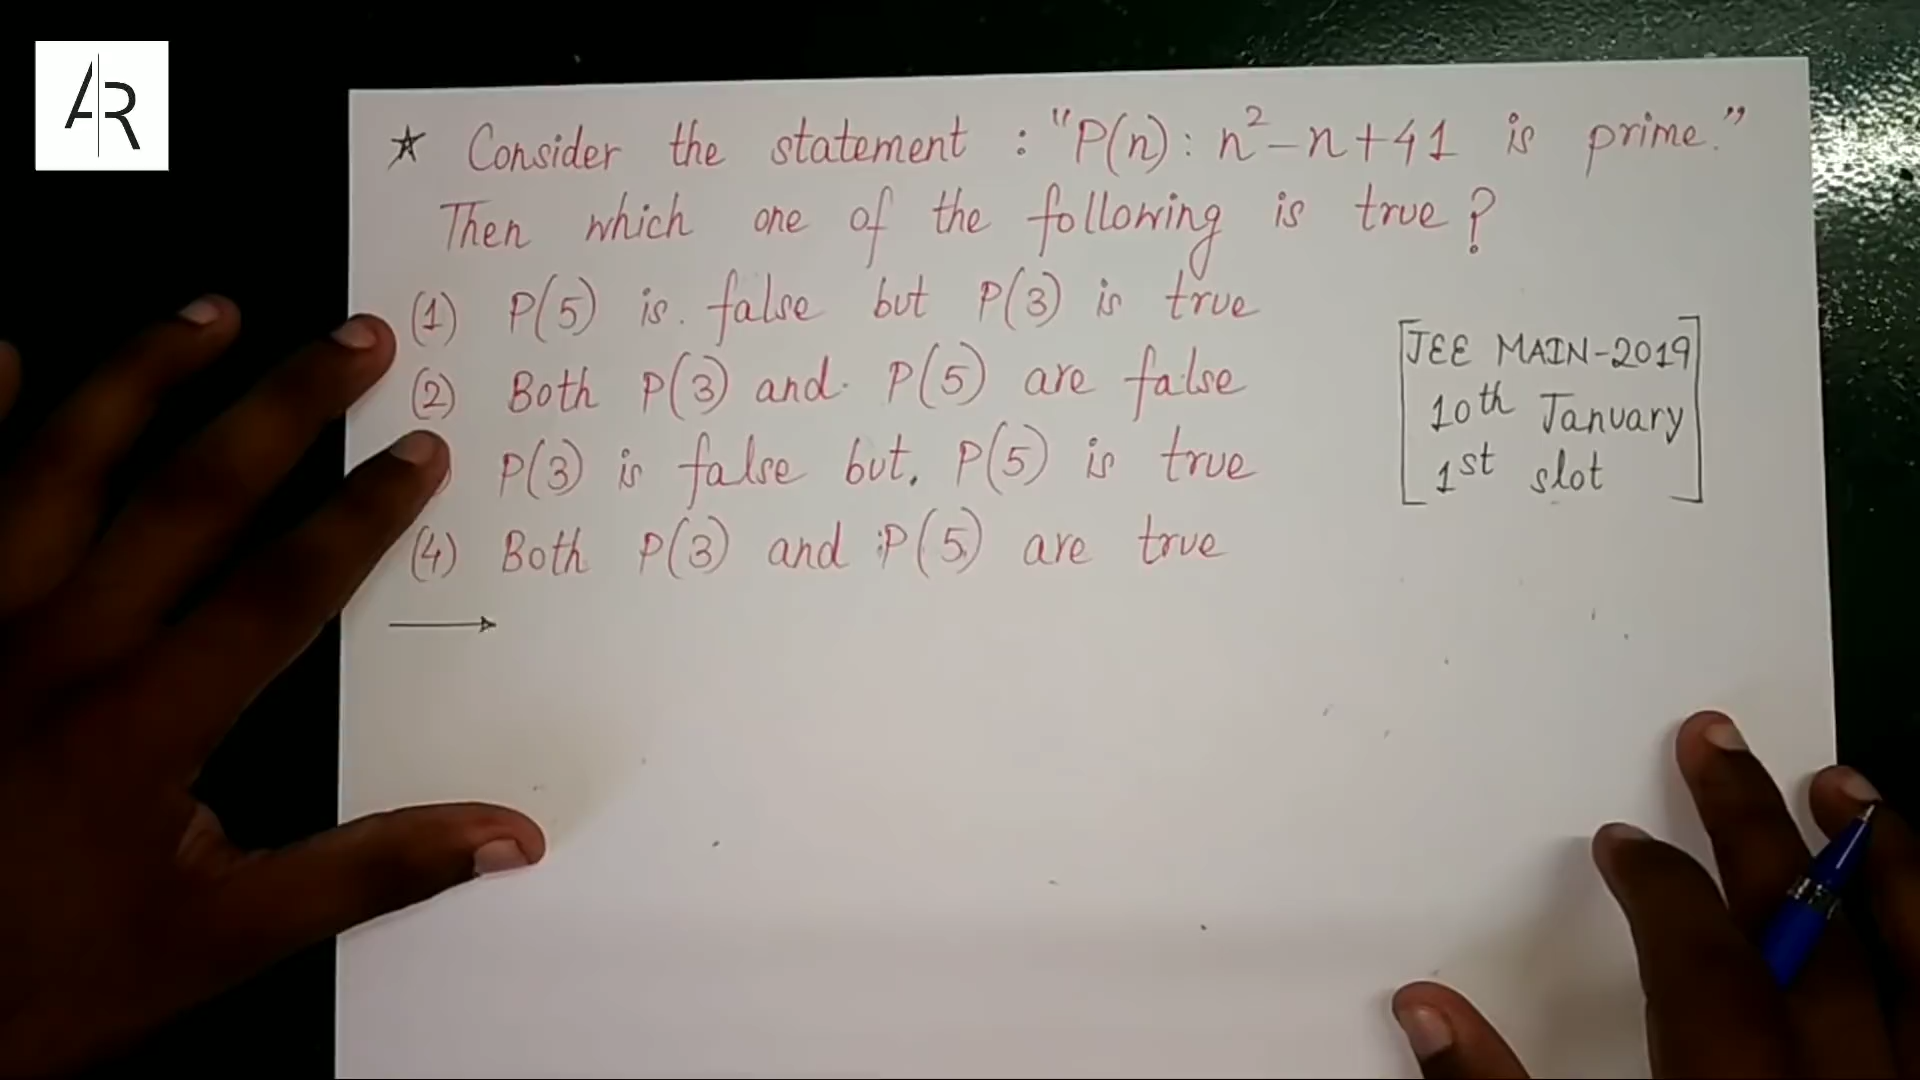 AR
★ Consider the statement : "P(n): n²-n+41 is prime."
Then which one of the following is true?
(1) P(5) is false but P(3) is true
(2) Both P(3) and P(5) are false
) P(3) is false but P(5) is true
(4) Both P(3) and P(5) are true
[JEE MAIN-2019
10th January
1st slot]